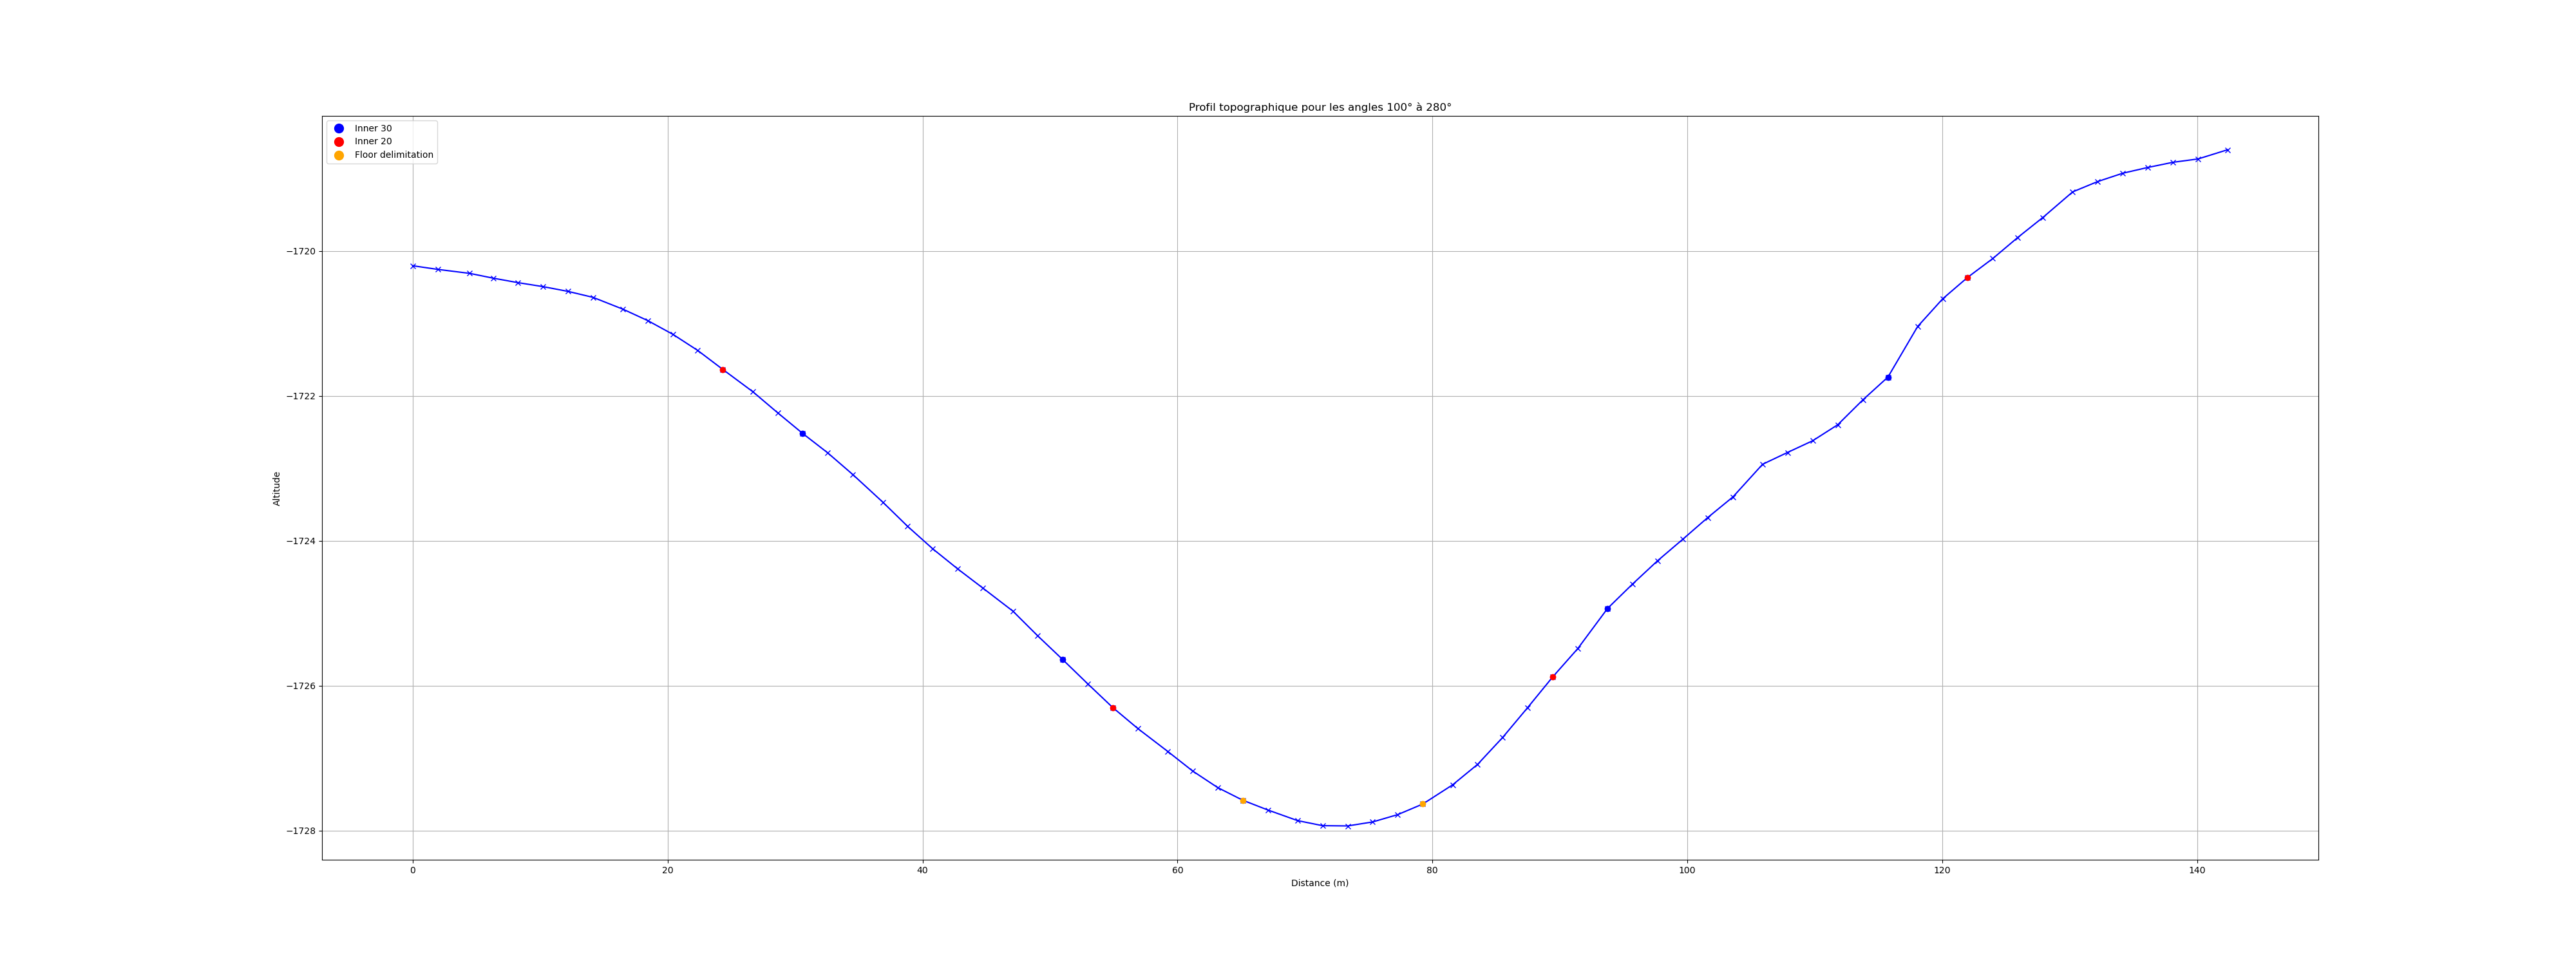 Profil topographique pour les angles 100° à 280°
Inner 30
Inner 20
Floor delimitation
−1720
−1722
−1724
−1726
−1728
Altitude
0 20 40 60 80 100 120 140
Distance (m)